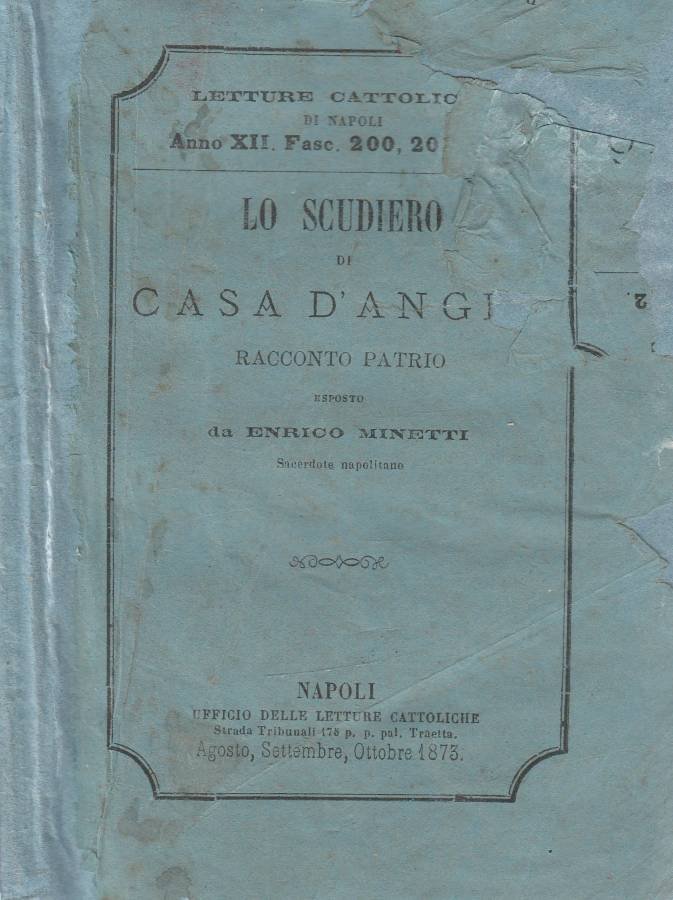 LETTURE CATTOLIC
DI NAPOLI
Anno XII. Fasc. 200, 20
LO SCUDIERO
DI
CASA D'ANGI
RACCONTO PATRIO
ESPOSTO
da ENRICO MINETTI
Sacerdote napolitano
NAPOLI
UFFICIO DELLE LETTURE CATTOLICHE
Strada Tribunali 175 p. p. pal. Traetta.
Agosto, Settembre, Ottobre 1873.